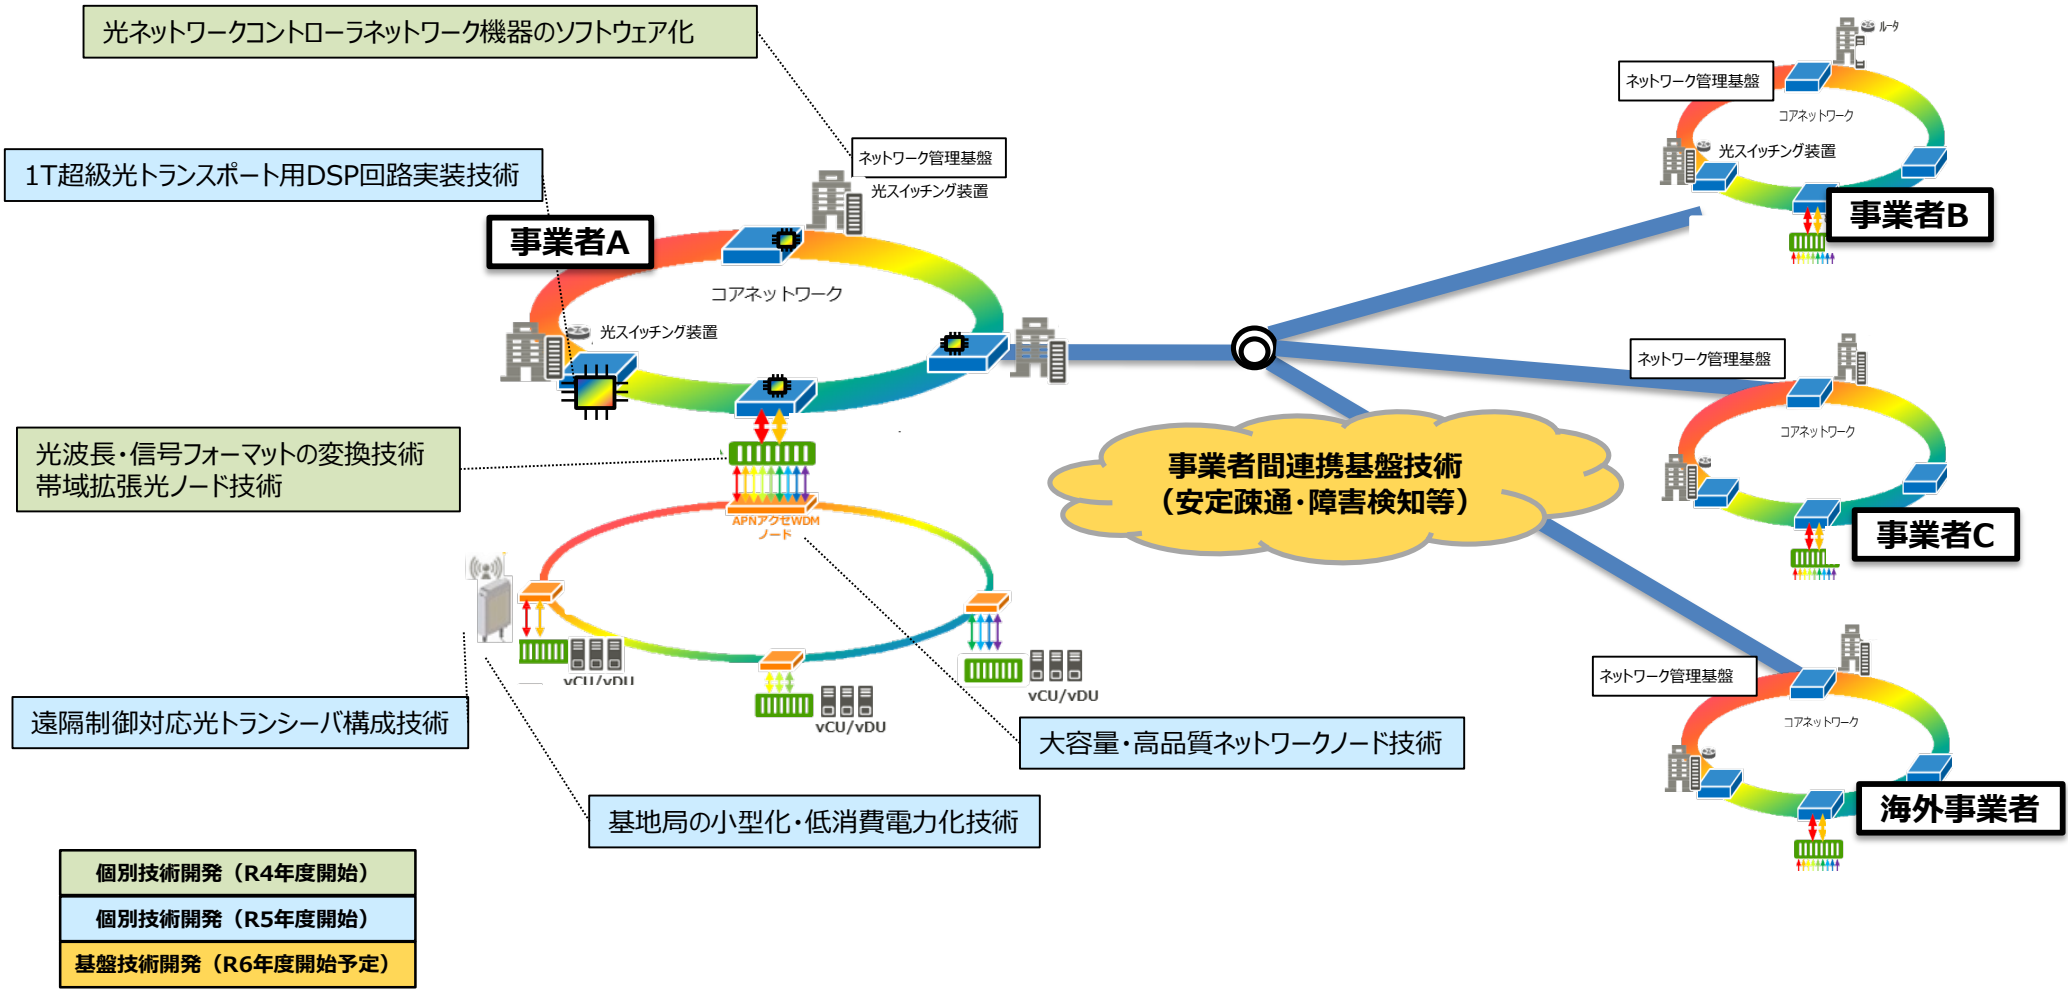 光ネットワークコントローラネットワーク機器のソフトウェア化
ルータ
ネットワーク管理基盤
コアネットワーク
光スイッチング装置
事業者B
ネットワーク管理基盤
光スイッチング装置
1T超級光トランスポート用DSP回路実装技術
事業者A
コアネットワーク
光スイッチング装置
ネットワーク管理基盤
コアネットワーク
事業者C
光波長・信号フォーマットの変換技術
帯域拡張光ノード技術
事業者間連携基盤技術
（安定疎通・障害検知等）
APNアクセWDM
ノード
vCU/vDU
vCU/vDU
vCU/vDU
遠隔制御対応光トランシーバ構成技術
大容量・高品質ネットワークノード技術
基地局の小型化・低消費電力化技術
ネットワーク管理基盤
コアネットワーク
海外事業者
個別技術開発（R4年度開始）
個別技術開発（R5年度開始）
基盤技術開発（R6年度開始予定）